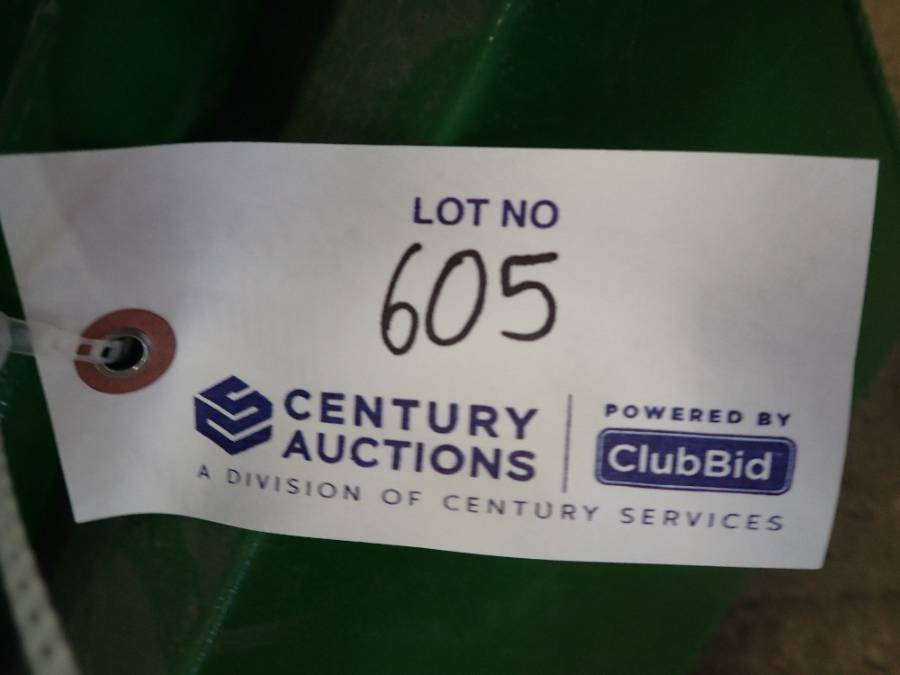 LOT NO
605
CENTURY
AUCTIONS
A DIVISION OF CENTURY SERVICES
POWERED BY
ClubBid